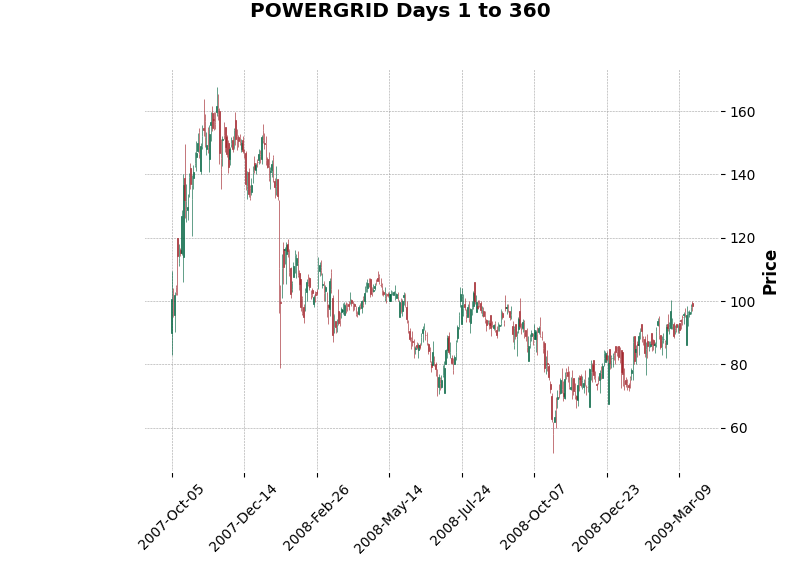 POWERGRID Days 1 to 360
160
140
120
100
80
60
Price
2007-Oct-05
2007-Dec-14
2008-Feb-26
2008-May-14
2008-Jul-24
2008-Oct-07
2008-Dec-23
2009-Mar-09